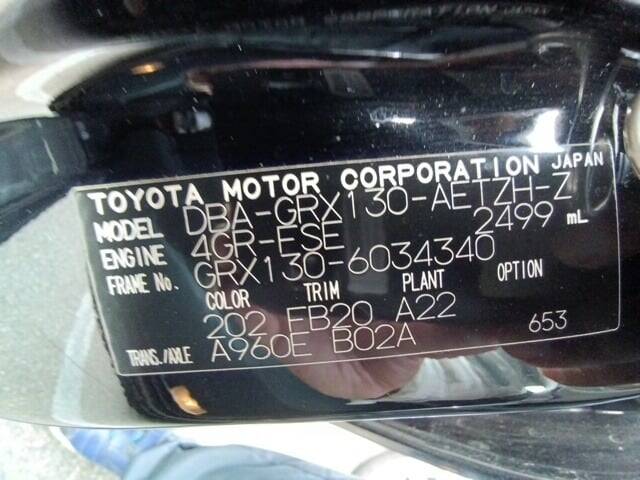 TOYOTA MOTOR CORPORATION JAPAN
MODEL DBA-GRX130-AETZH-Z
ENGINE 4GR-FSE 2499 mL
FRAME No. GRX130-6034340
COLOR TRIM PLANT OPTION
202 FB20 A22
TRANS./AXLE A960E B02A 653